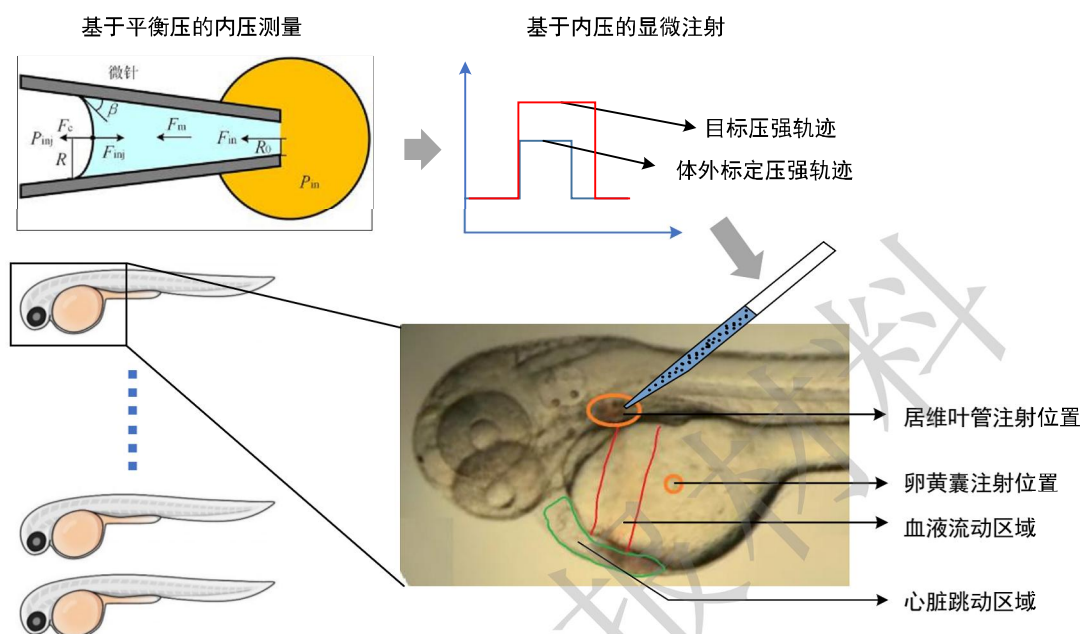 基于平衡压的内压测量
基于内压的显微注射
微针
β
Pinj
Fc
Finj
Fm
Fin
R
R0
Pin
目标压强轨迹
体外标定压强轨迹
居维叶管注射位置
卵黄囊注射位置
血液流动区域
心脏跳动区域
报材料